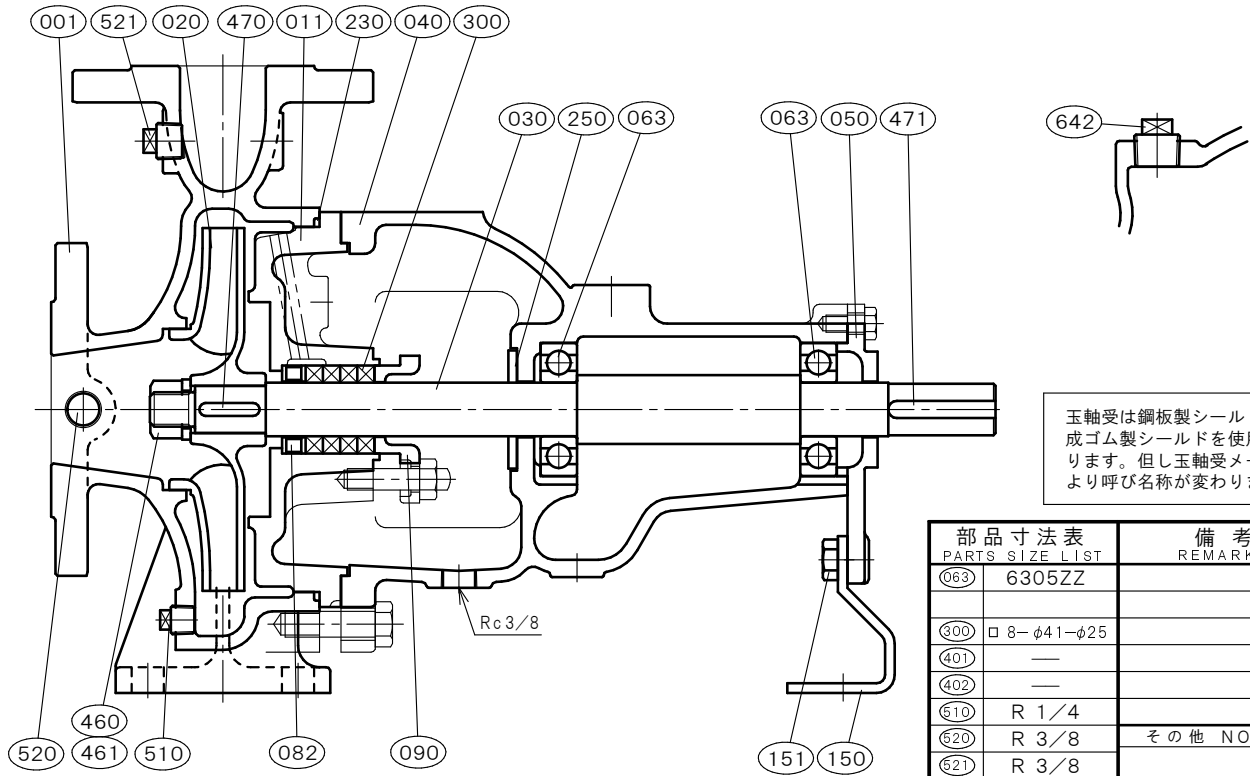 001 521 020 470 011 230 040 300
030 250 063 063 050 471
642
玉軸受は鋼板製シール
成ゴム製シールドを使
ります。但し玉軸受メ
より呼び名称が変わりま
部品寸法表 備考
PARTS SIZE LIST REMARK
063 6305ZZ
300 □ 8-φ41-φ25
401 —
402 —
510 R 1/4
520 R 3/8 その他 NO
521 R 3/8
Rc3/8
460
461
520 510 082 090 151 150